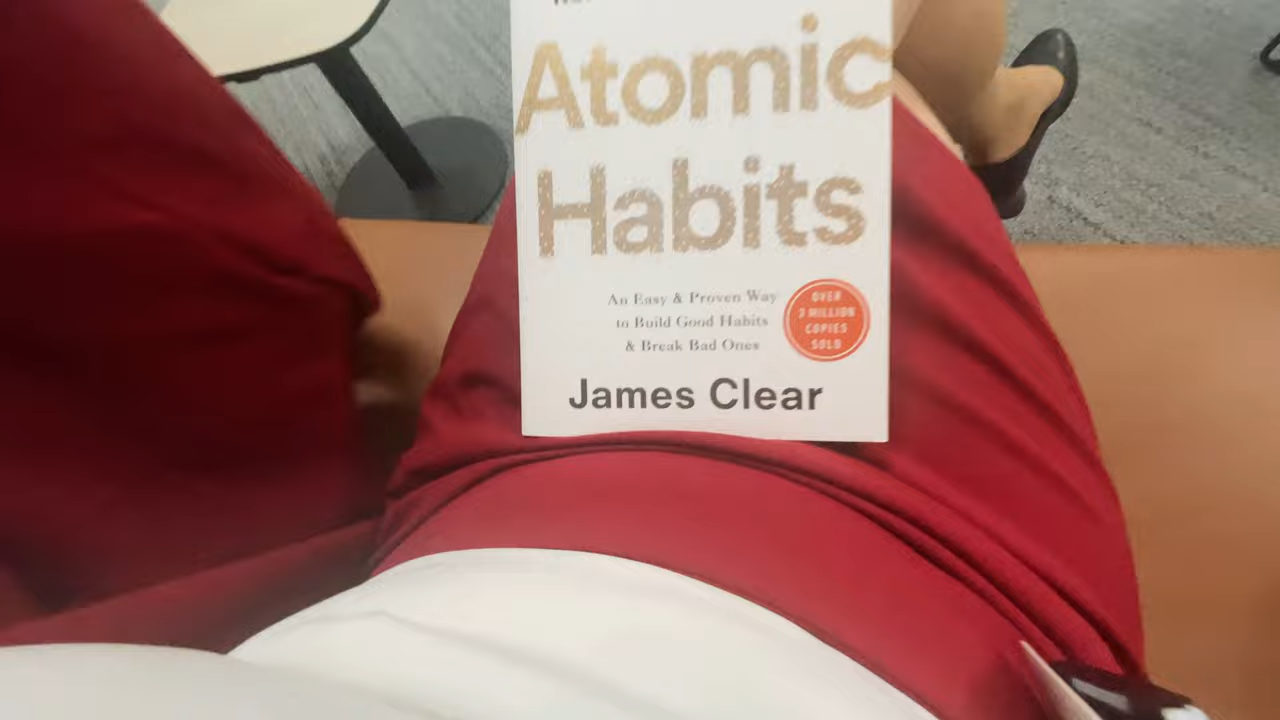 Atomic
Habits
An Easy & Proven Way
to Build Good Habits
& Break Bad Ones
OVER
3 MILLION
COPIES
SOLD
James Clear